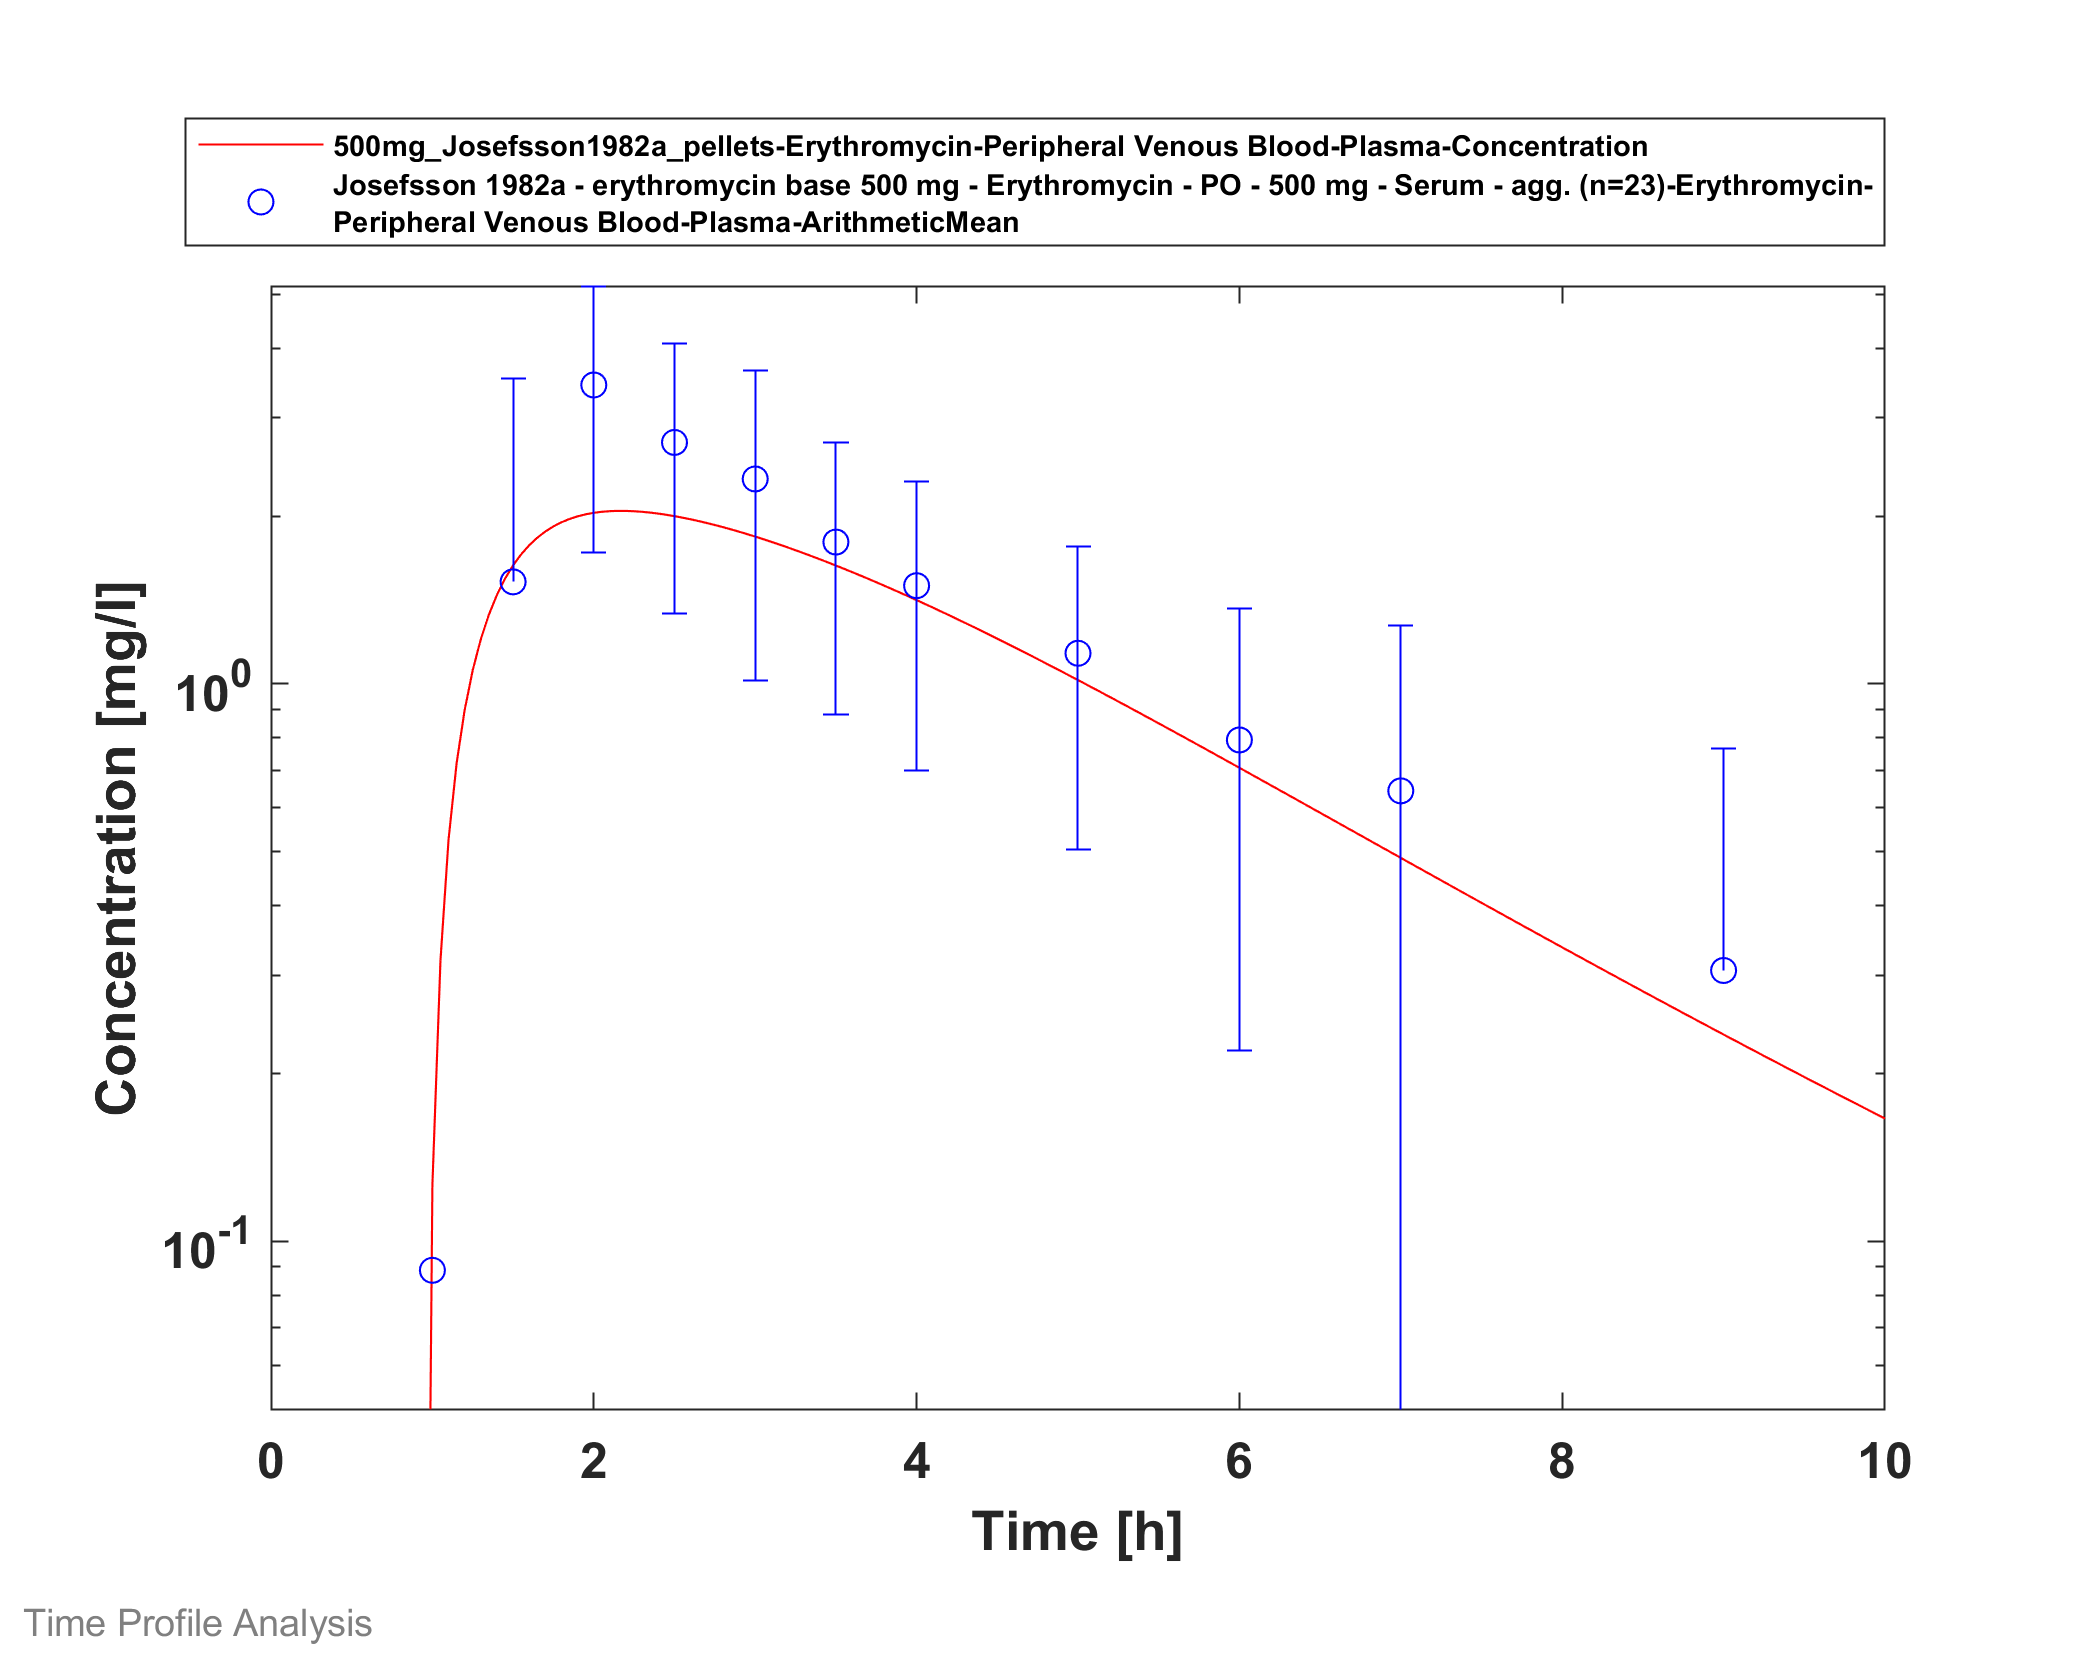 500mg_Josefsson1982a_pellets-Erythromycin-Peripheral Venous Blood-Plasma-Concentration
Josefsson 1982a - erythromycin base 500 mg - Erythromycin - PO - 500 mg - Serum - agg. (n=23)-Erythromycin-
Peripheral Venous Blood-Plasma-ArithmeticMean
Concentration [mg/l]
10^0
10^-1
0 2 4 6 8 10
Time [h]
Time Profile Analysis